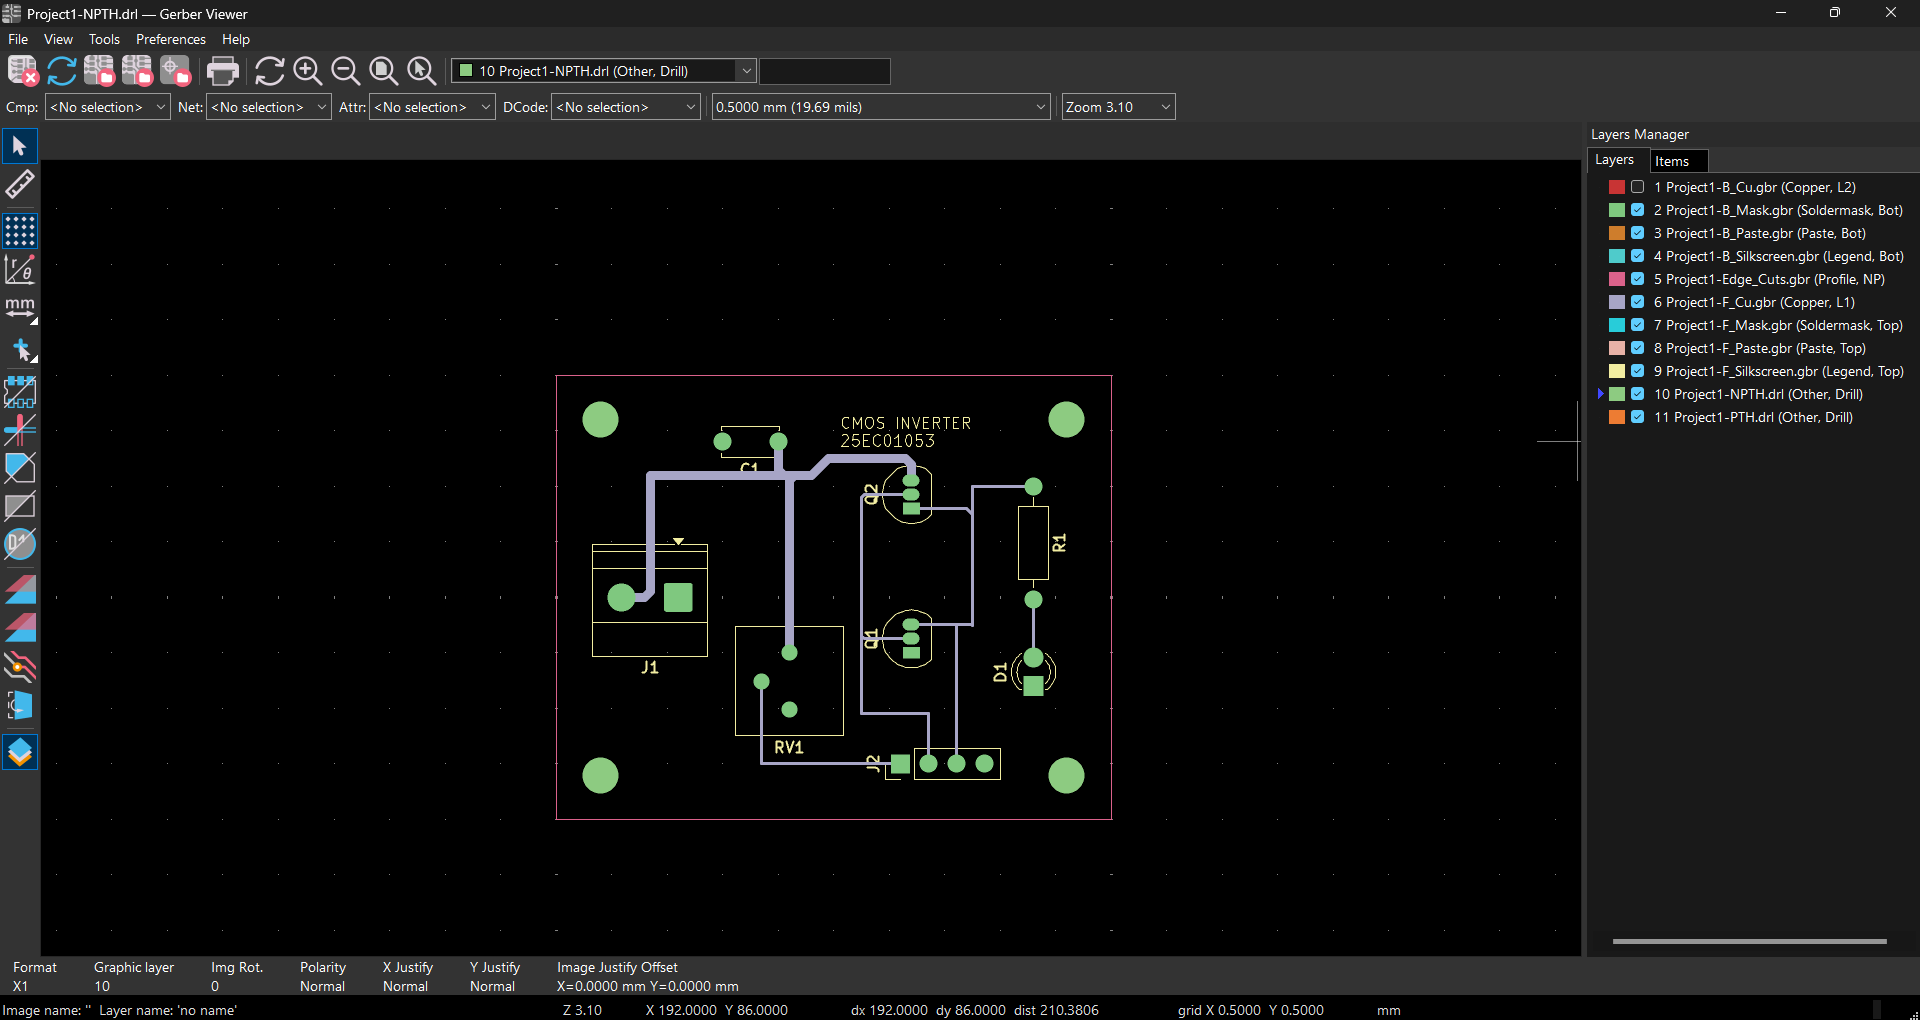 Project1-NPTH.drl — Gerber Viewer
File View Tools Preferences Help
10 Project1-NPTH.drl (Other, Drill)
Cmp: <No selection> Net: <No selection> Attr: <No selection> DCode: <No selection> 0.5000 mm (19.69 mils) Zoom 3.10
Layers Manager
Layers Items
1 Project1-B_Cu.gbr (Copper, L2)
2 Project1-B_Mask.gbr (Soldermask, Bot)
3 Project1-B_Paste.gbr (Paste, Bot)
4 Project1-B_Silkscreen.gbr (Legend, Bot)
5 Project1-Edge_Cuts.gbr (Profile, NP)
6 Project1-F_Cu.gbr (Copper, L1)
7 Project1-F_Mask.gbr (Soldermask, Top)
8 Project1-F_Paste.gbr (Paste, Top)
9 Project1-F_Silkscreen.gbr (Legend, Top)
10 Project1-NPTH.drl (Other, Drill)
11 Project1-PTH.drl (Other, Drill)
r θ
mm
D1
CMOS INVERTER
25EC01053
C1
Q2
R1
Q1
J1
D1
RV1
J2
Format Graphic layer Img Rot. Polarity X Justify Y Justify Image Justify Offset
X1 10 0 Normal Normal Normal X=0.0000 mm Y=0.0000 mm
Image name: '' Layer name: 'no name' Z 3.10 X 192.0000 Y 86.0000 dx 192.0000 dy 86.0000 dist 210.3806 grid X 0.5000 Y 0.5000 mm